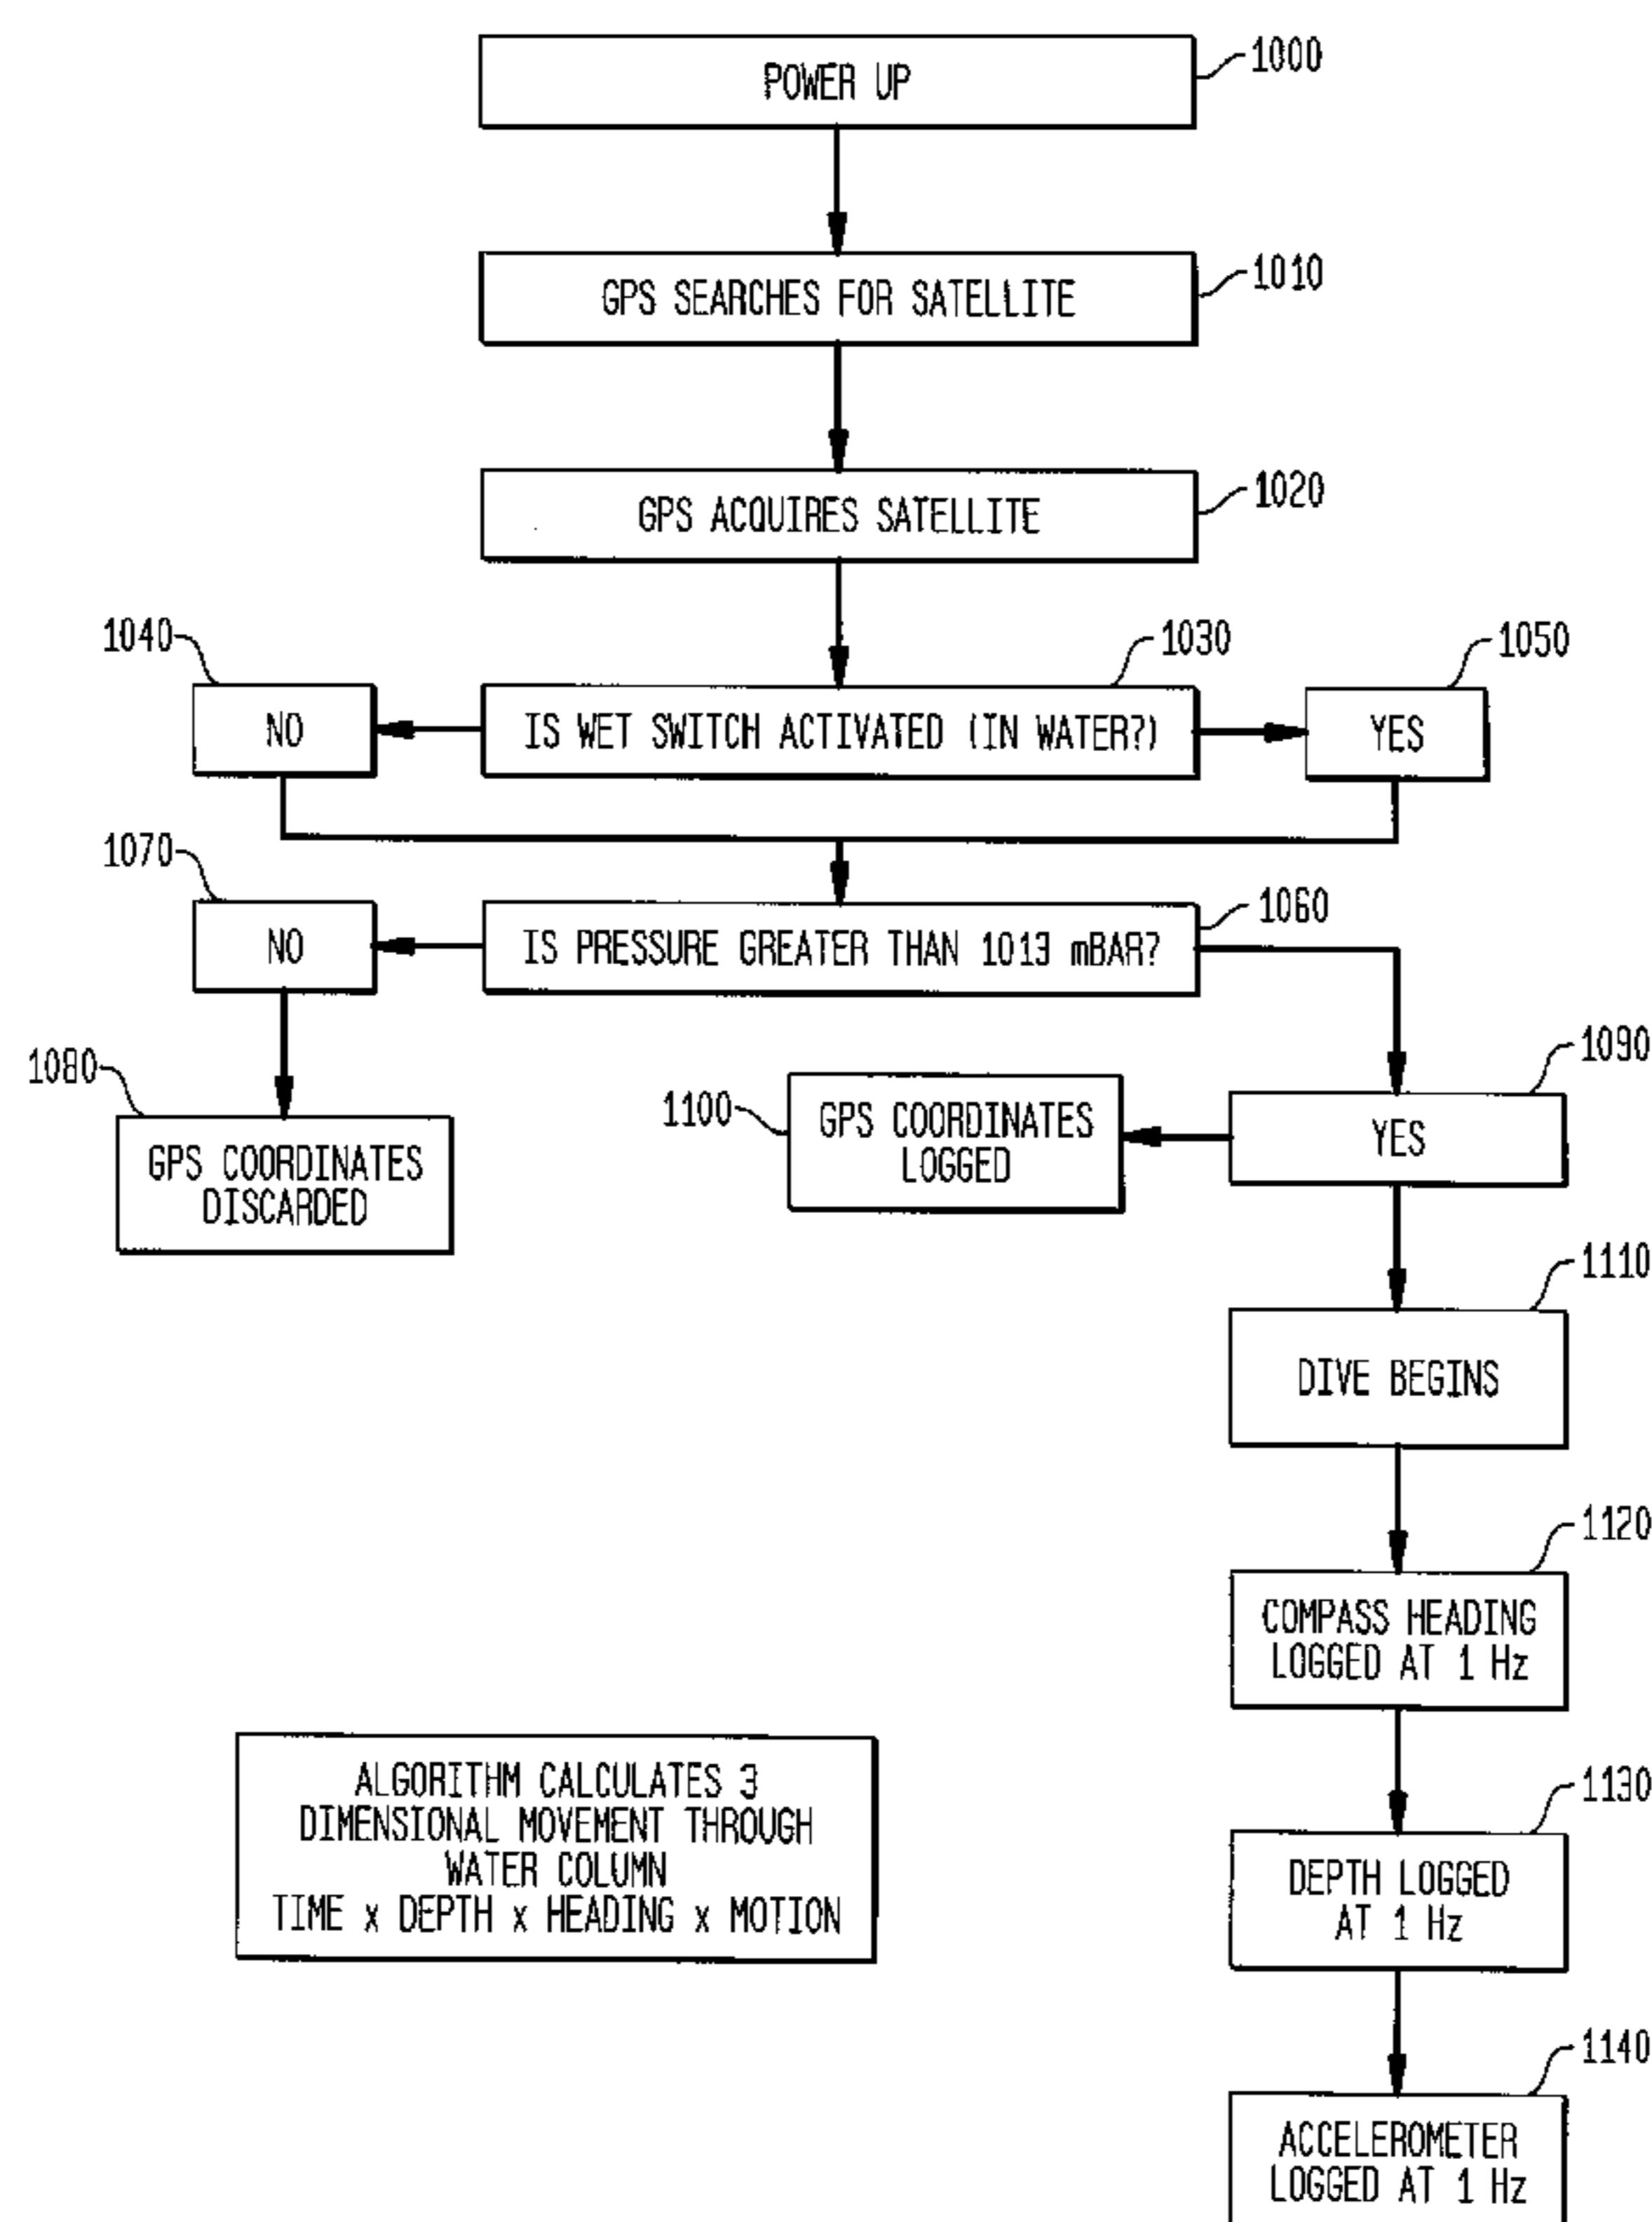 POWER UP
1000
GPS SEARCHES FOR SATELLITE
1010
GPS ACQUIRES SATELLITE
1020
1040
1030
1050
NO
IS WET SWITCH ACTIVATED (IN WATER?)
YES
1070
1060
NO
IS PRESSURE GREATER THAN 1013 mBAR?
1080
1090
GPS COORDINATES
DISCARDED
1100
GPS COORDINATES
LOGGED
YES
1110
DIVE BEGINS
1120
COMPASS HEADING
LOGGED AT 1 Hz
ALGORITHM CALCULATES 3
DIMENSIONAL MOVEMENT THROUGH
WATER COLUMN
TIME x DEPTH x HEADING x MOTION
1130
DEPTH LOGGED
AT 1 Hz
1140
ACCELEROMETER
LOGGED AT 1 Hz